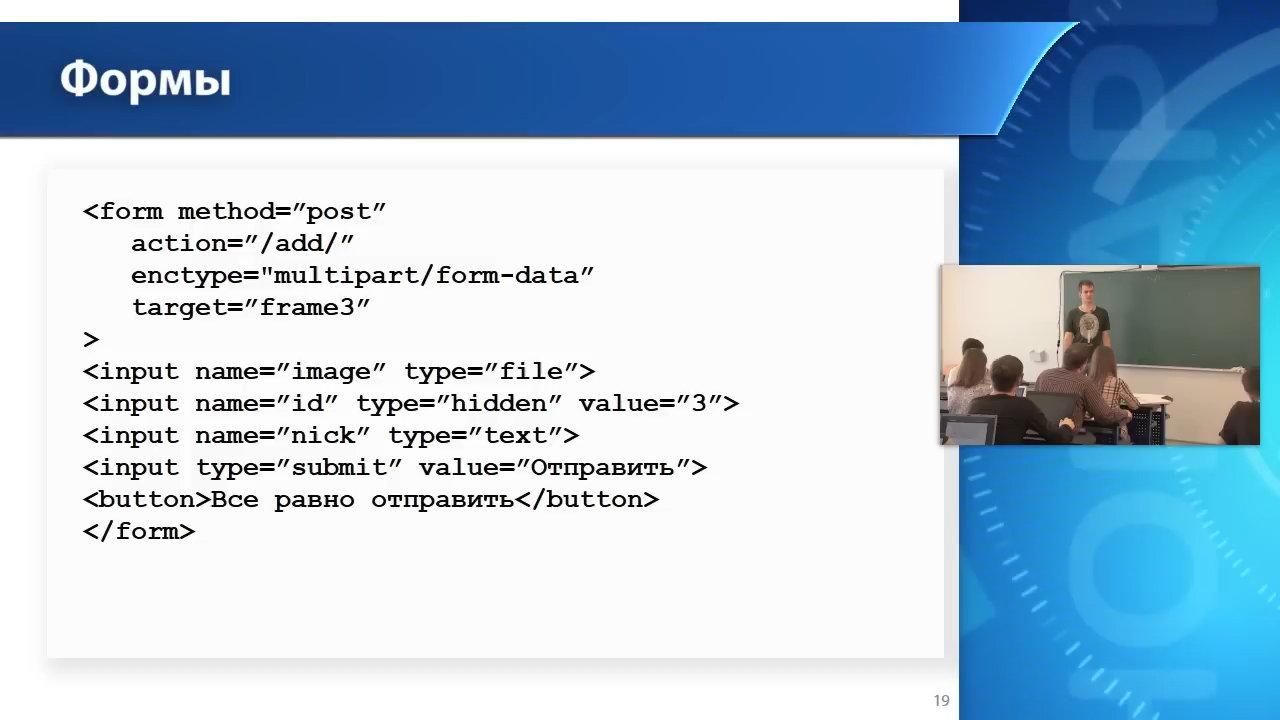 Формы
<form method=”post”
action=”/add/”
enctype="multipart/form-data”
target=”frame3”
>
<input name=”image” type=”file”>
<input name=”id” type=”hidden” value=”3”>
<input name=”nick” type=”text”>
<input type=”submit” value=”Отправить”>
<button>Все равно отправить</button>
</form>
19